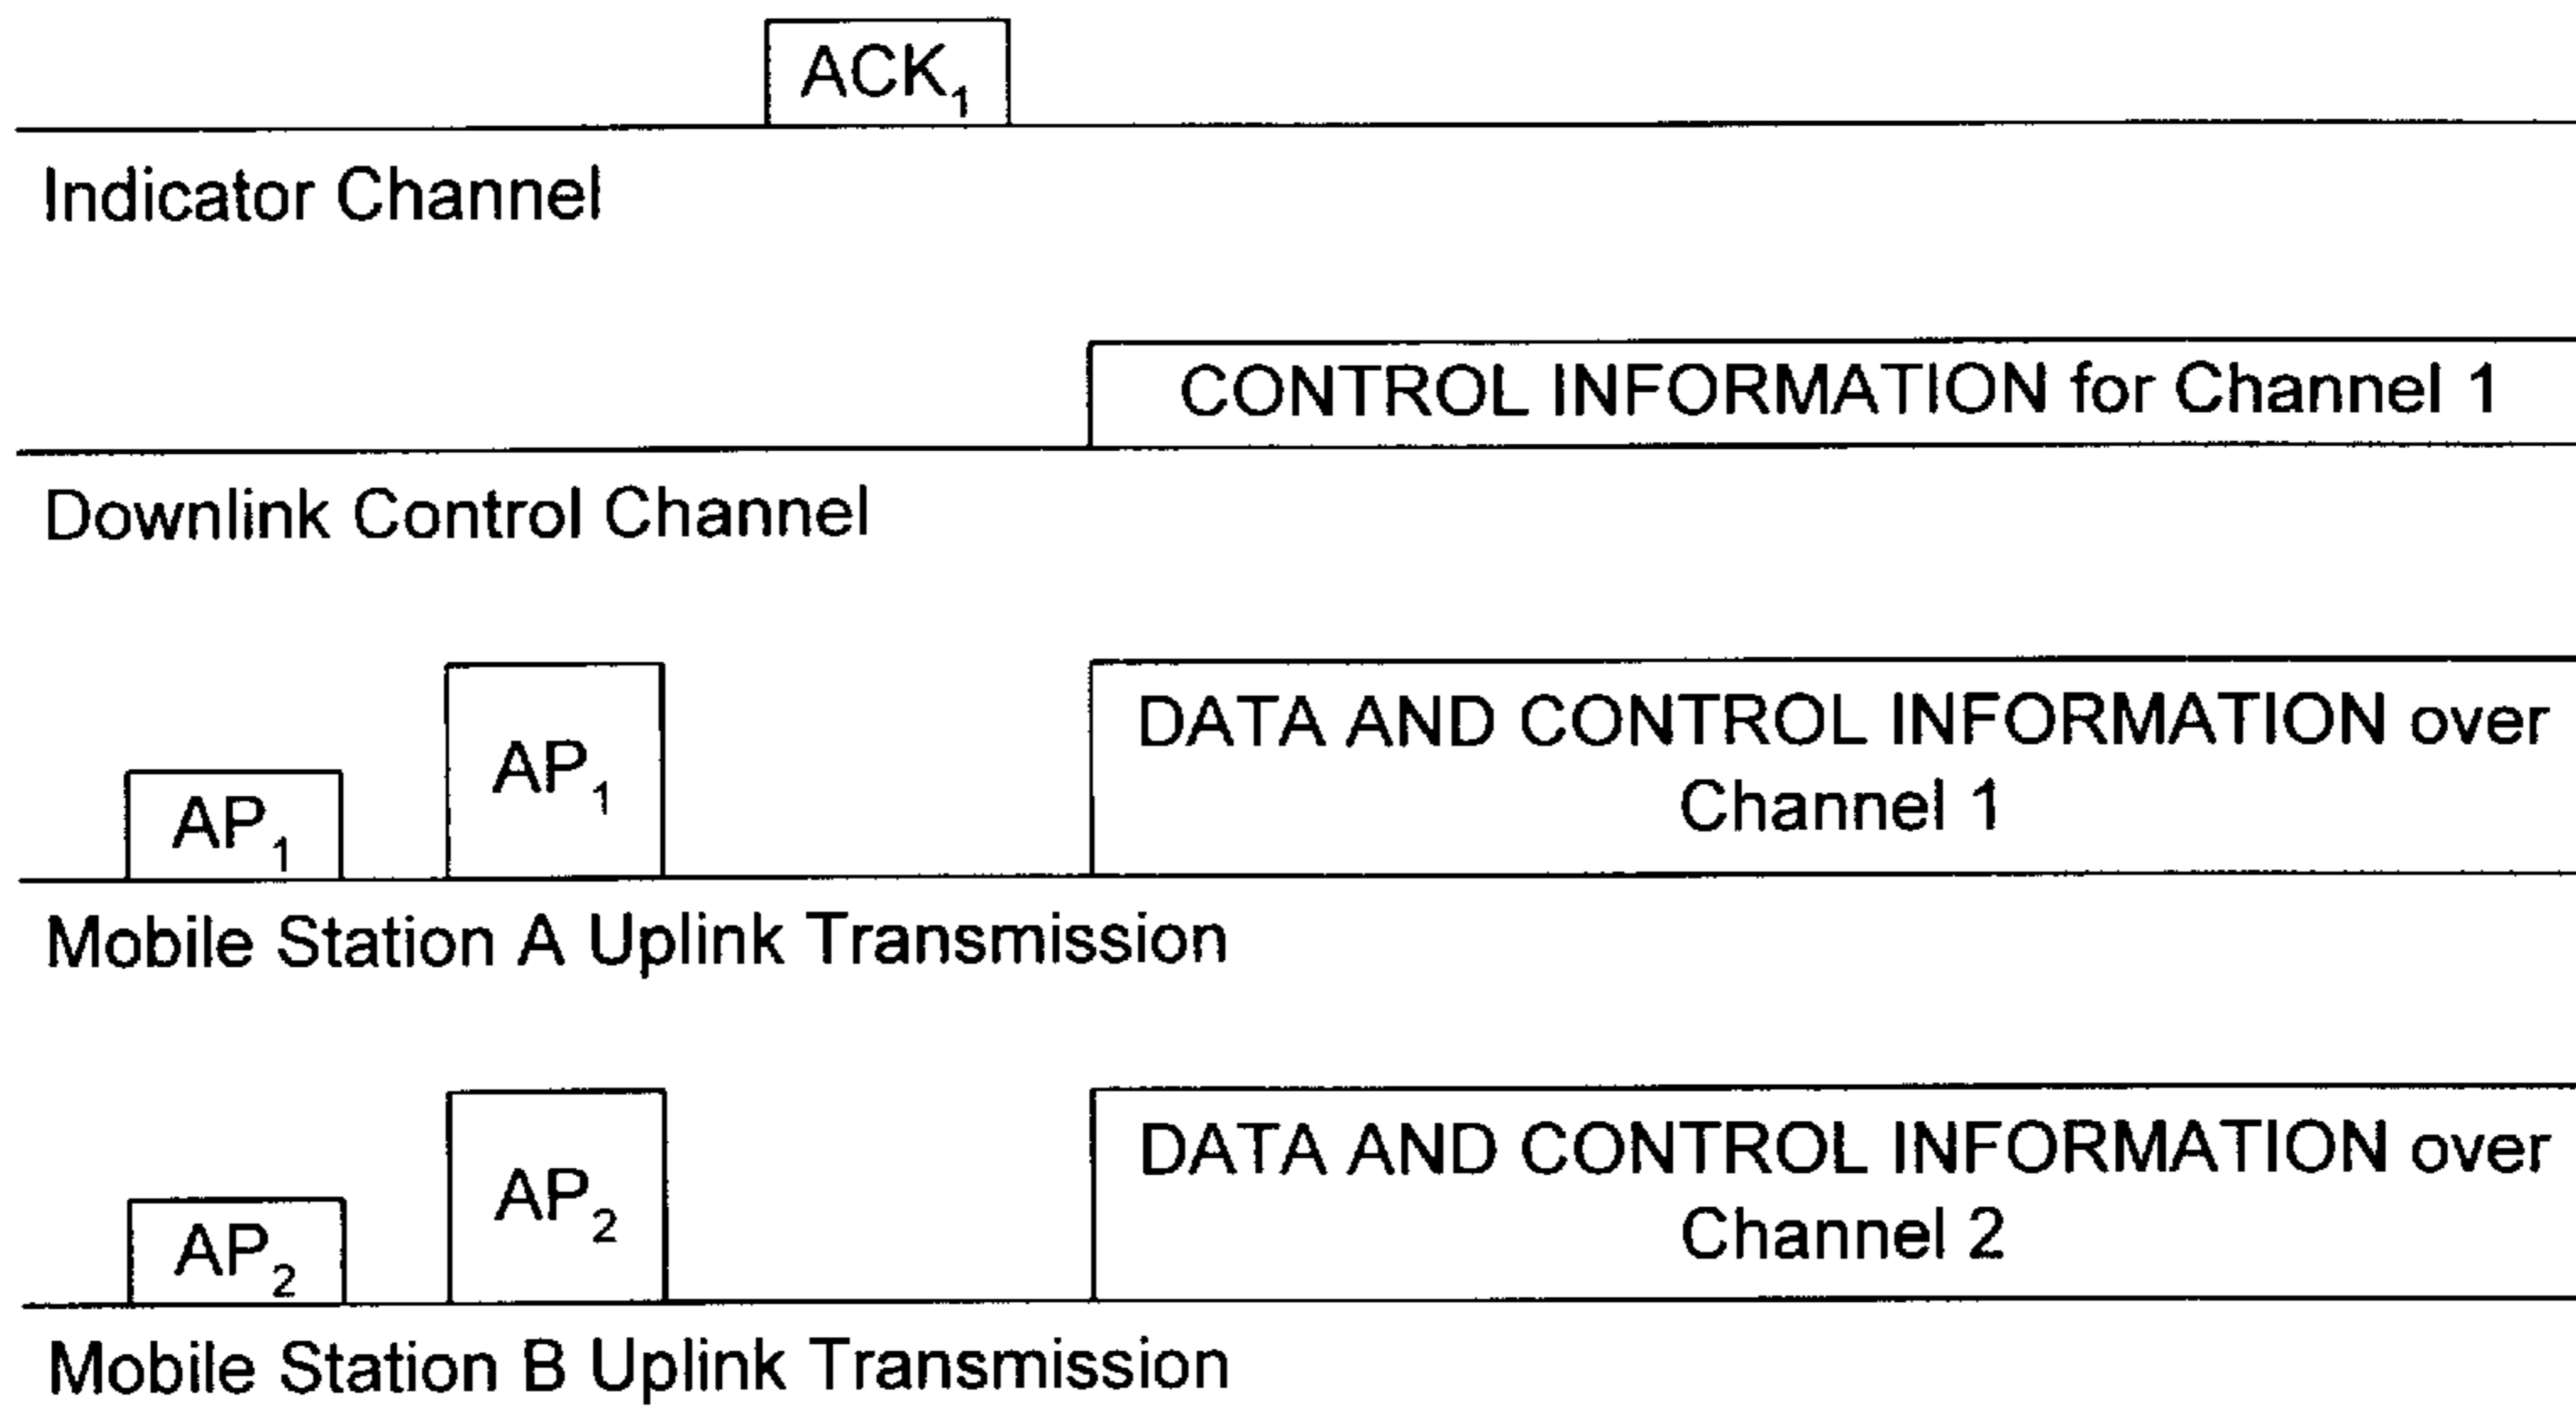 ACK₁
Indicator Channel
CONTROL INFORMATION for Channel 1
Downlink Control Channel
AP₁
AP₁
DATA AND CONTROL INFORMATION over
Channel 1
Mobile Station A Uplink Transmission
AP₂
AP₂
DATA AND CONTROL INFORMATION over
Channel 2
Mobile Station B Uplink Transmission